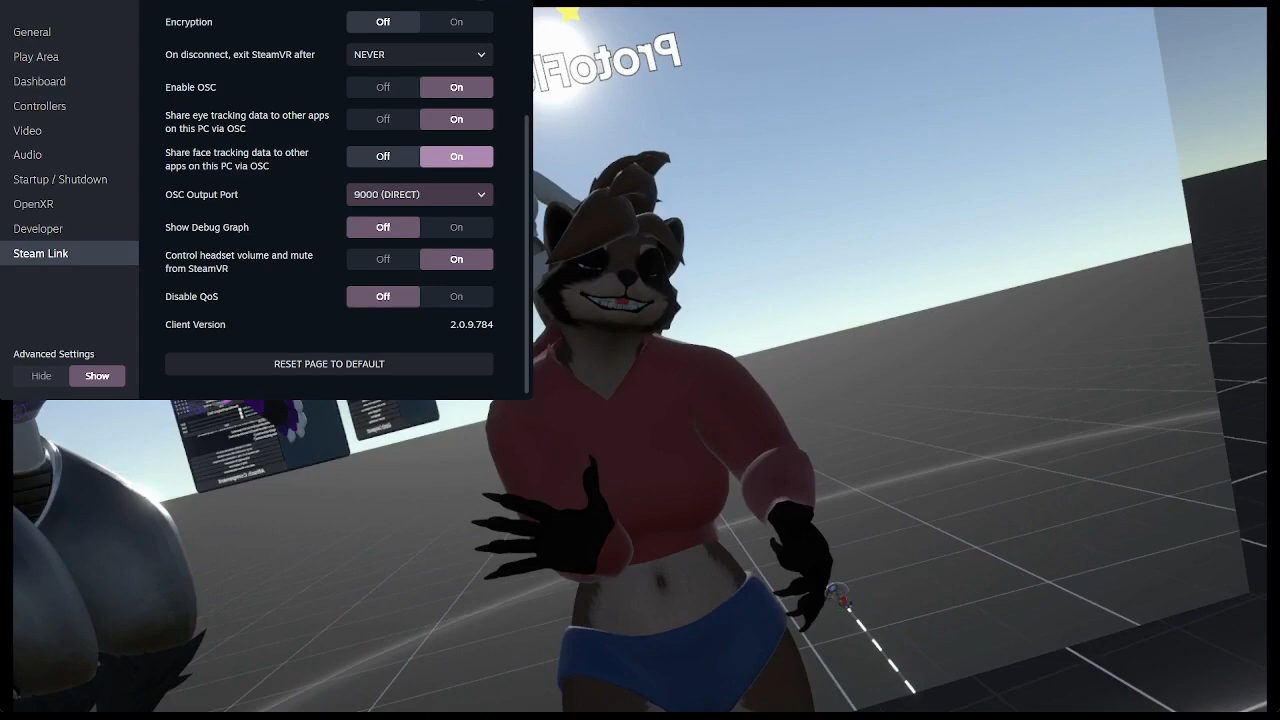 General
Play Area
Dashboard
Controllers
Video
Audio
Startup / Shutdown
OpenXR
Developer
Steam Link
Advanced Settings
Hide Show
Encryption Off On
On disconnect, exit SteamVR after NEVER
Enable OSC Off On
Share eye tracking data to other apps
on this PC via OSC Off On
Share face tracking data to other
apps on this PC via OSC Off On
OSC Output Port 9000 (DIRECT)
Show Debug Graph Off On
Control headset volume and mute
from SteamVR Off On
Disable QoS Off On
Client Version 2.0.9.784
RESET PAGE TO DEFAULT